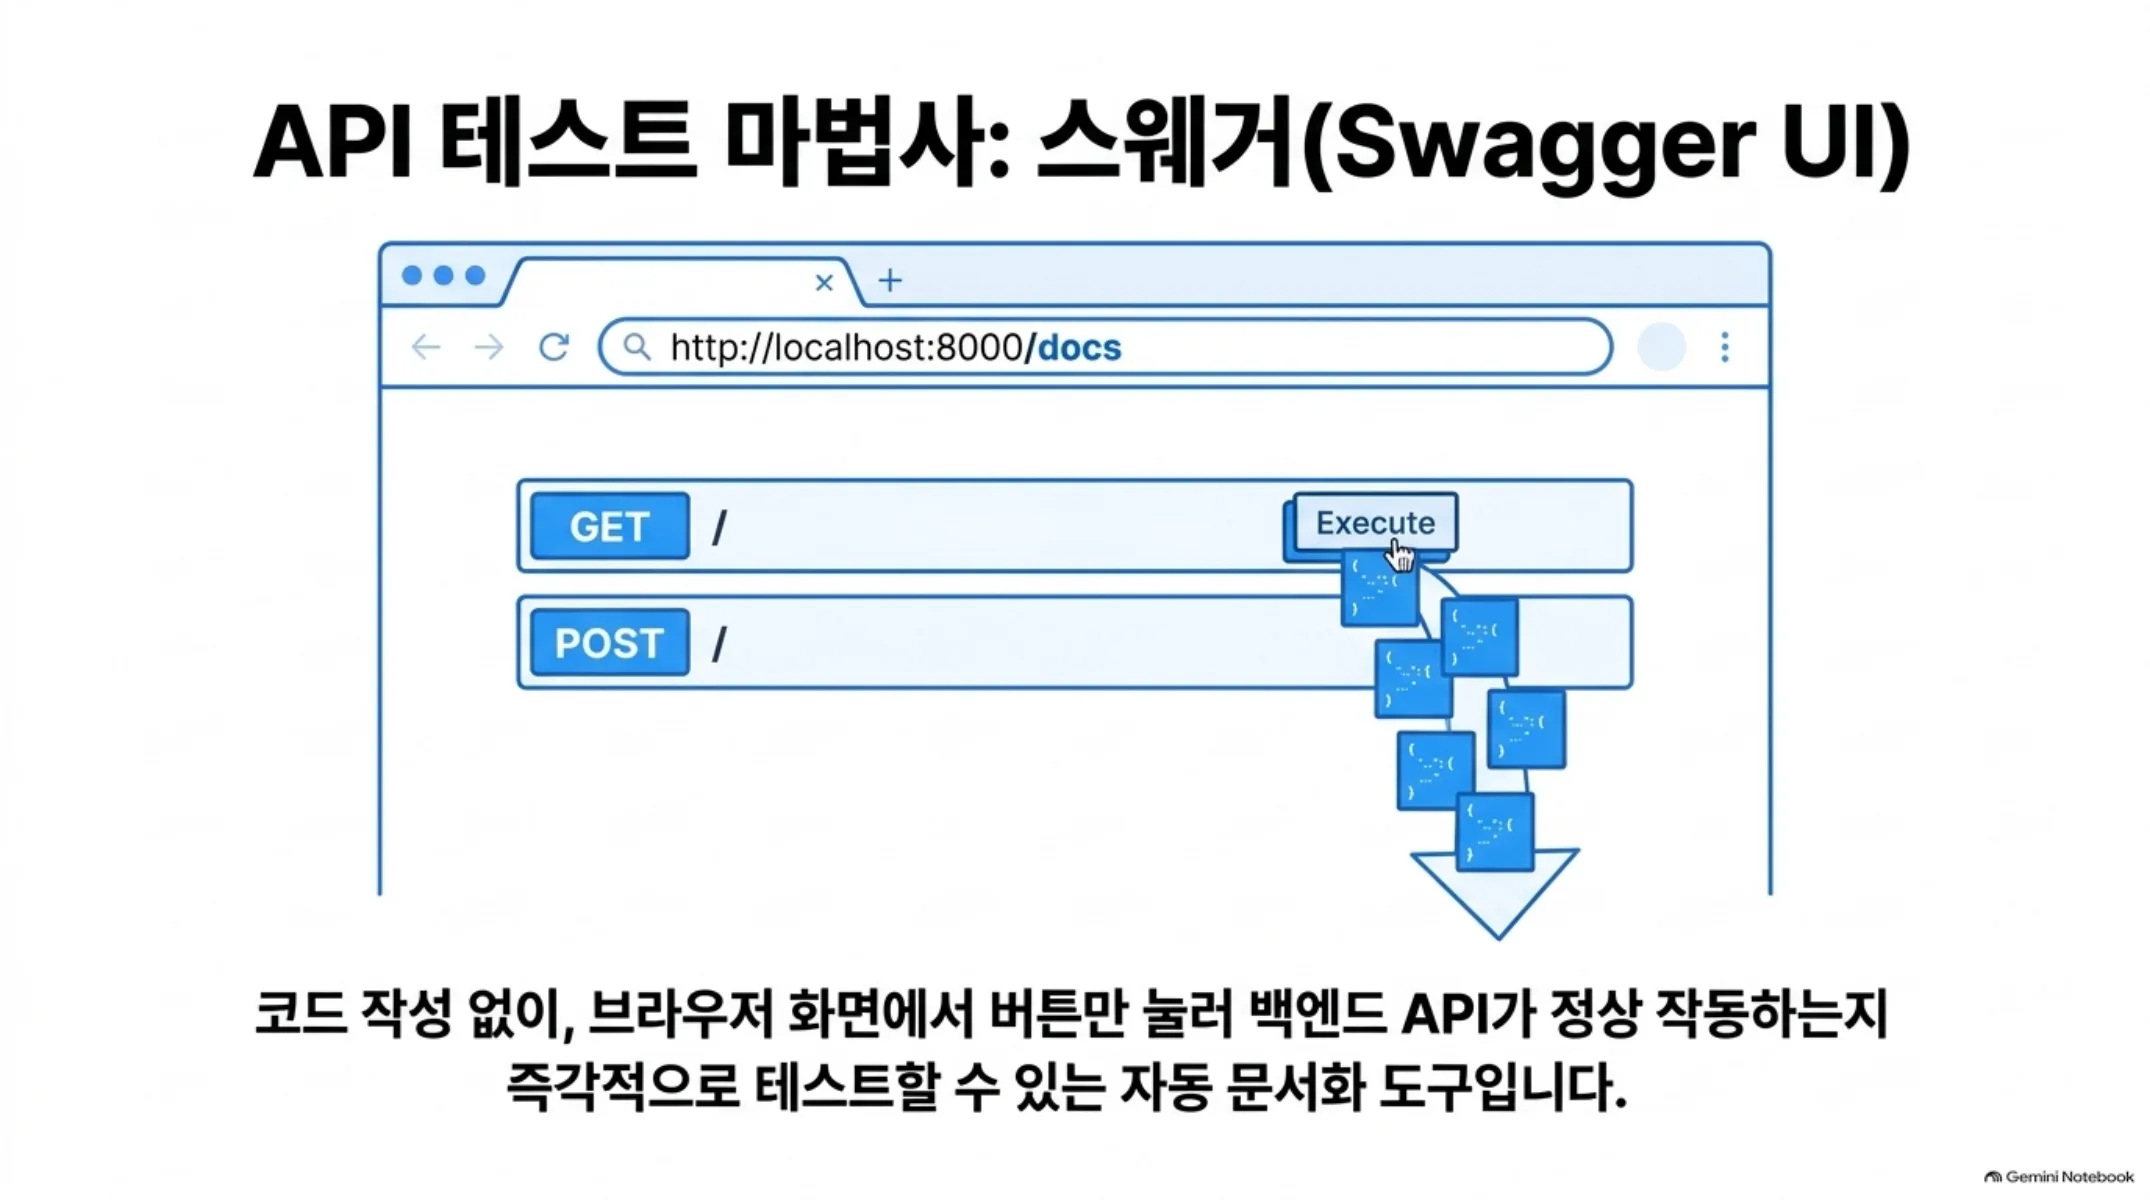 API 테스트 마법사: 스웨거(Swagger UI)
http://localhost:8000/docs
GET /
Execute
POST /
코드 작성 없이, 브라우저 화면에서 버튼만 눌러 백엔드 API가 정상 작동하는지
즉각적으로 테스트할 수 있는 자동 문서화 도구입니다.
Gemini Notebook